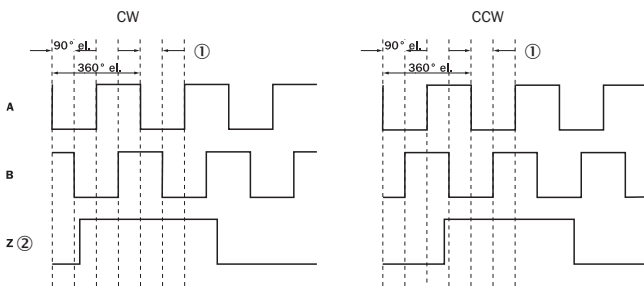 CW CCW
90° el. ① 90° el. ①
360° el. 360° el.
A
B
Z ②